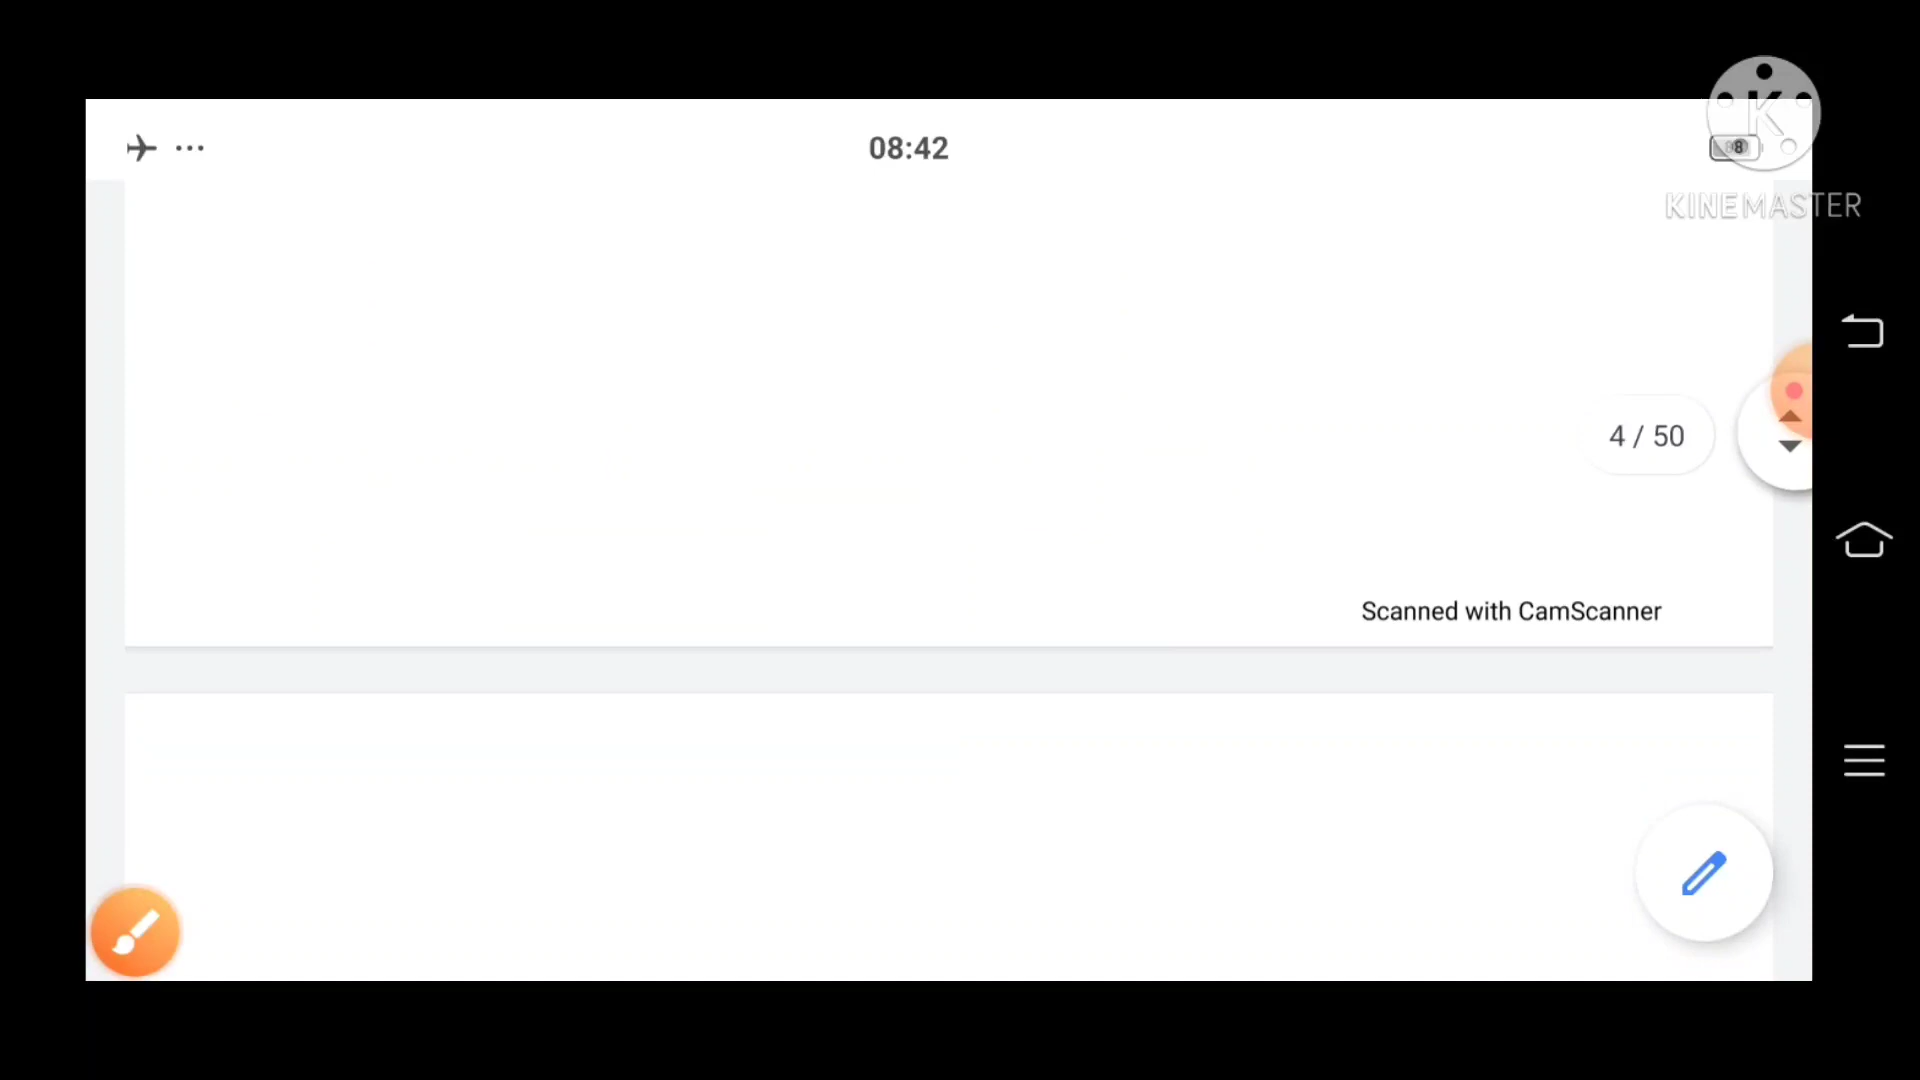 08:42
K
KINEMASTER
4 / 50
Scanned with CamScanner